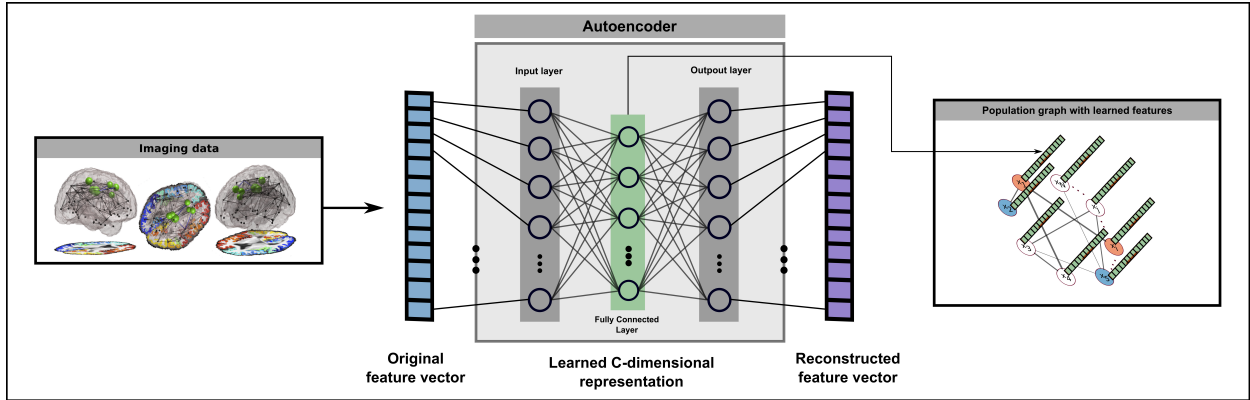 Autoencoder
Input layer
Outpout layer
Imaging data
Population graph with learned features
Fully Connected
Layer
Original
feature vector
Learned C-dimensional
representation
Reconstructed
feature vector